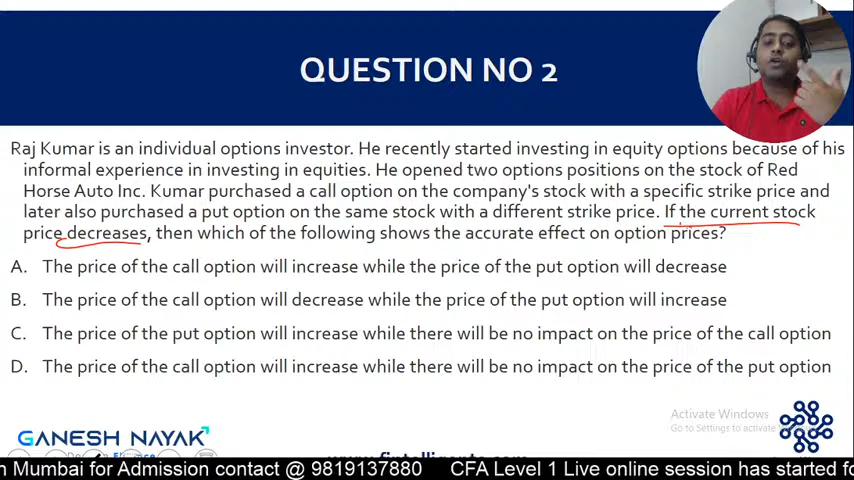 QUESTION NO 2
Raj Kumar is an individual options investor. He recently started investing in equity options because of his
informal experience in investing in equities. He opened two options positions on the stock of Red
Horse Auto Inc. Kumar purchased a call option on the company's stock with a specific strike price and
later also purchased a put option on the same stock with a different strike price. If the current stock
price decreases, then which of the following shows the accurate effect on option prices?
A. The price of the call option will increase while the price of the put option will decrease
B. The price of the call option will decrease while the price of the put option will increase
C. The price of the put option will increase while there will be no impact on the price of the call option
D. The price of the call option will increase while there will be no impact on the price of the put option
Activate Windows
Go to Settings to activate
GANESH NAYAK
Mumbai for Admission contact @ 9819137880 CFA Level 1 Live online session has started